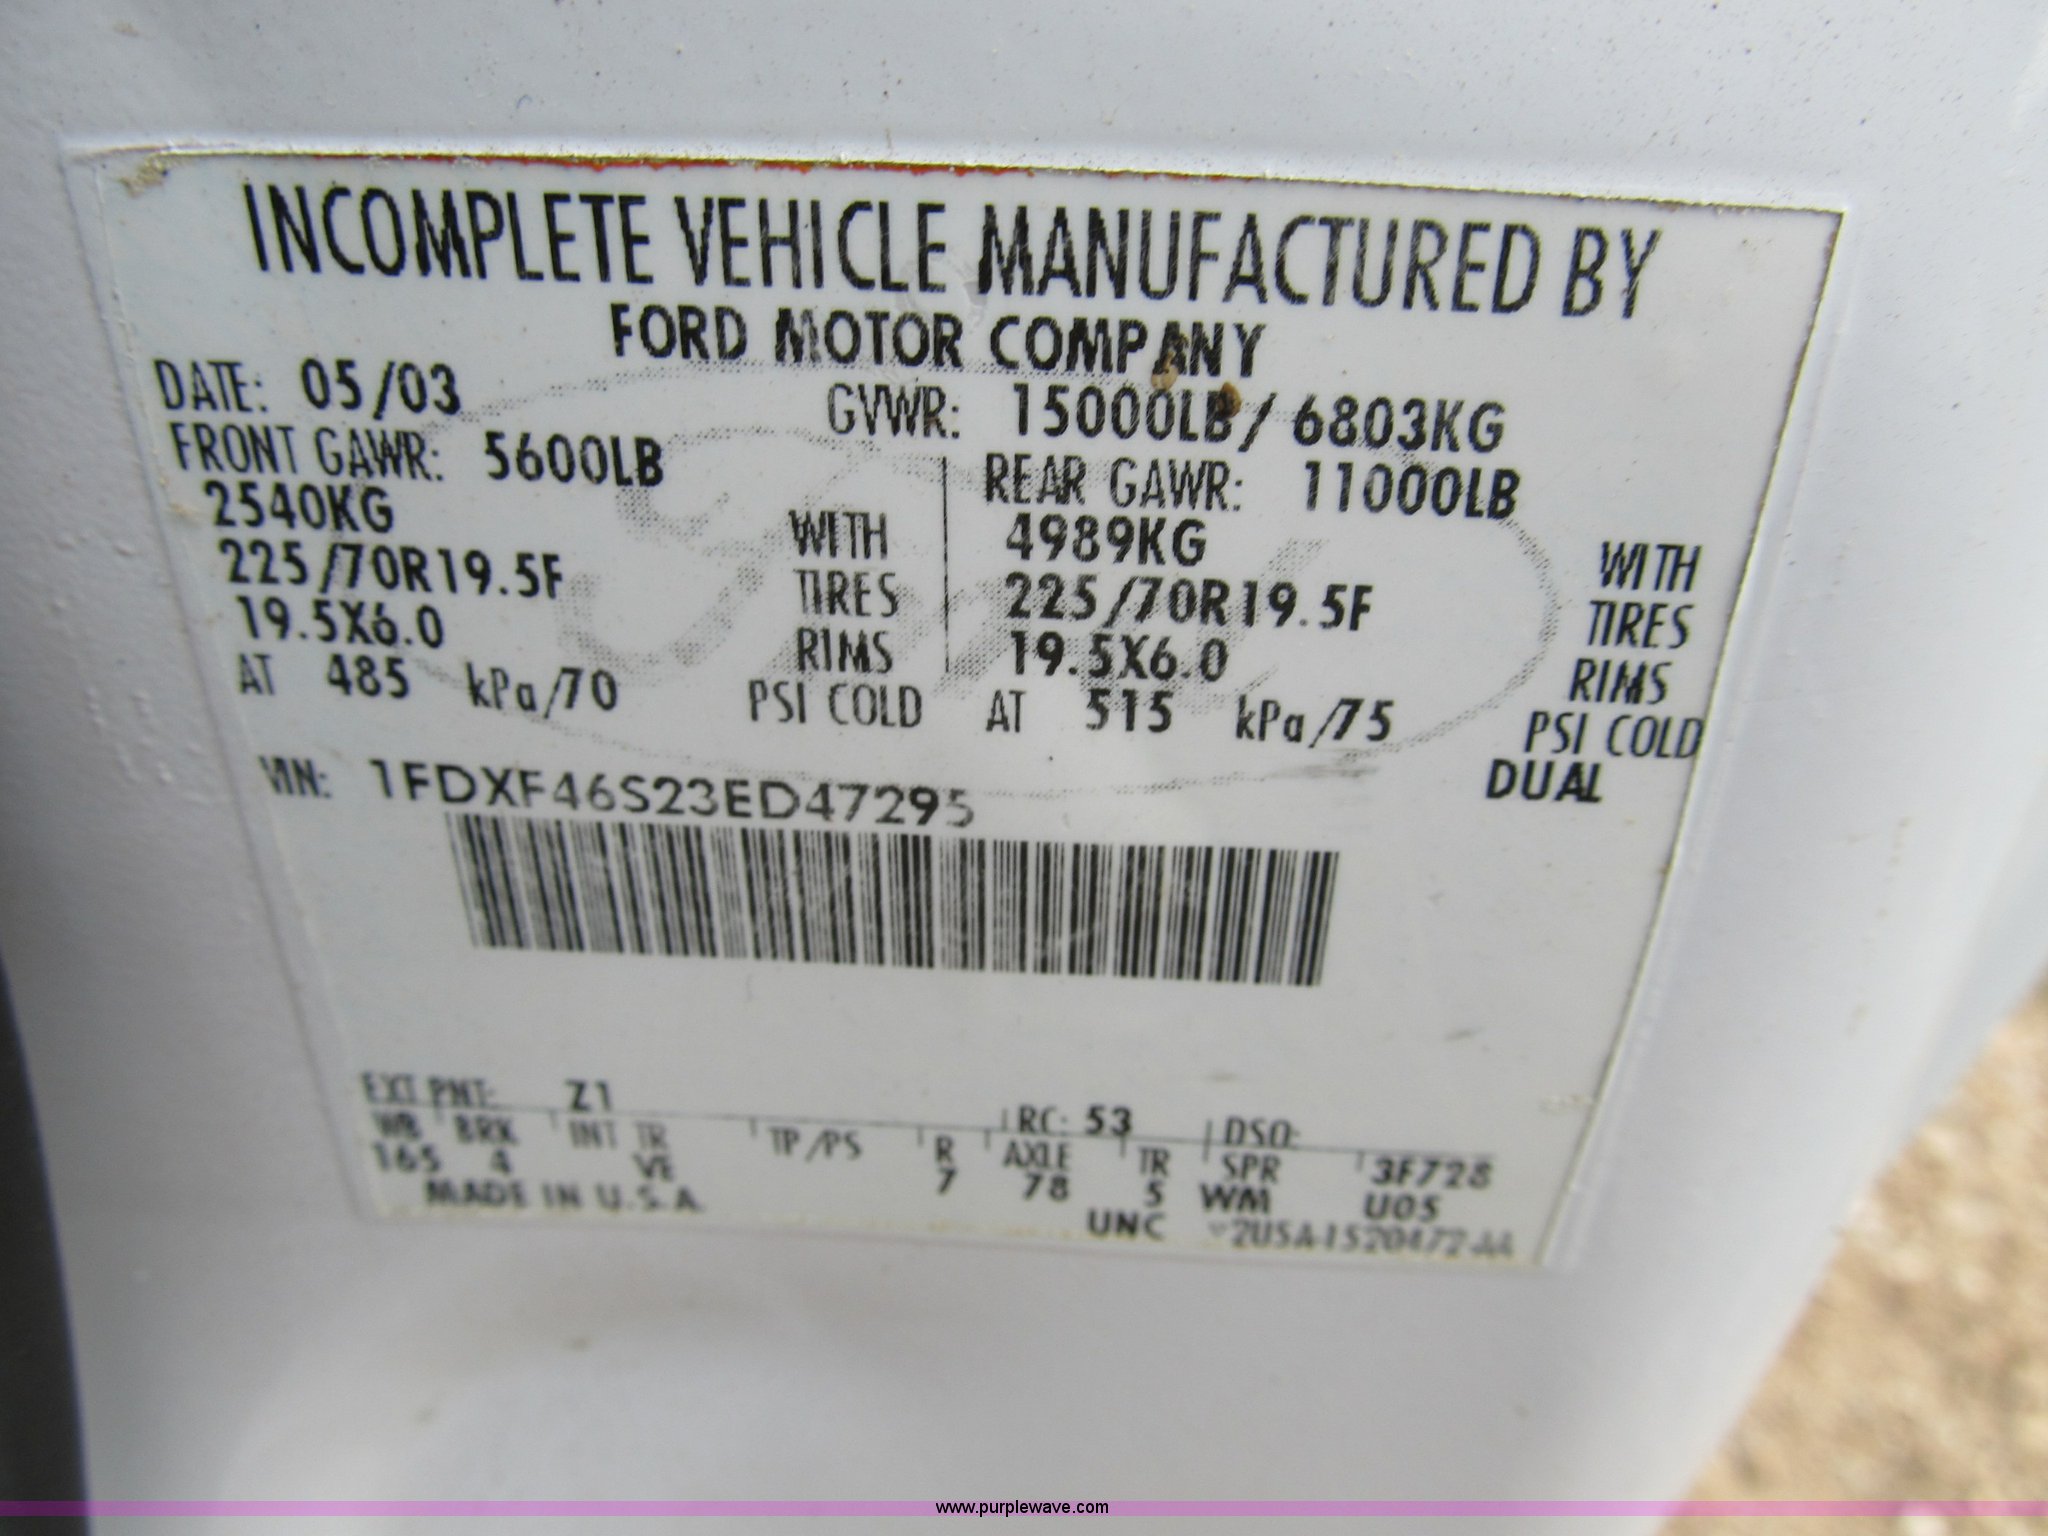 INCOMPLETE VEHICLE MANUFACTURED BY
FORD MOTOR COMPANY
DATE: 05/03 GVWR: 15000LB/ 6803KG
FRONT GAWR: 5600LB REAR GAWR: 11000LB
2540KG WITH 4989KG WITH
225/70R19.5F TIRES 225/70R19.5F TIRES
19.5X6.0 RIMS 19.5X6.0 RIMS
AT 485 kPa/70 PSI COLD AT 515 kPa/75 PSI COLD
DUAL
VIN: 1FDXF46S23ED47295
EXT PNT: Z1 RC: 53 DSO:
WB BRK INT TR TP/PS R AXLE TR SPR 3F728
165 4 VE 7 78 5 WM U05
MADE IN U.S.A. UNC
www.purplewave.com